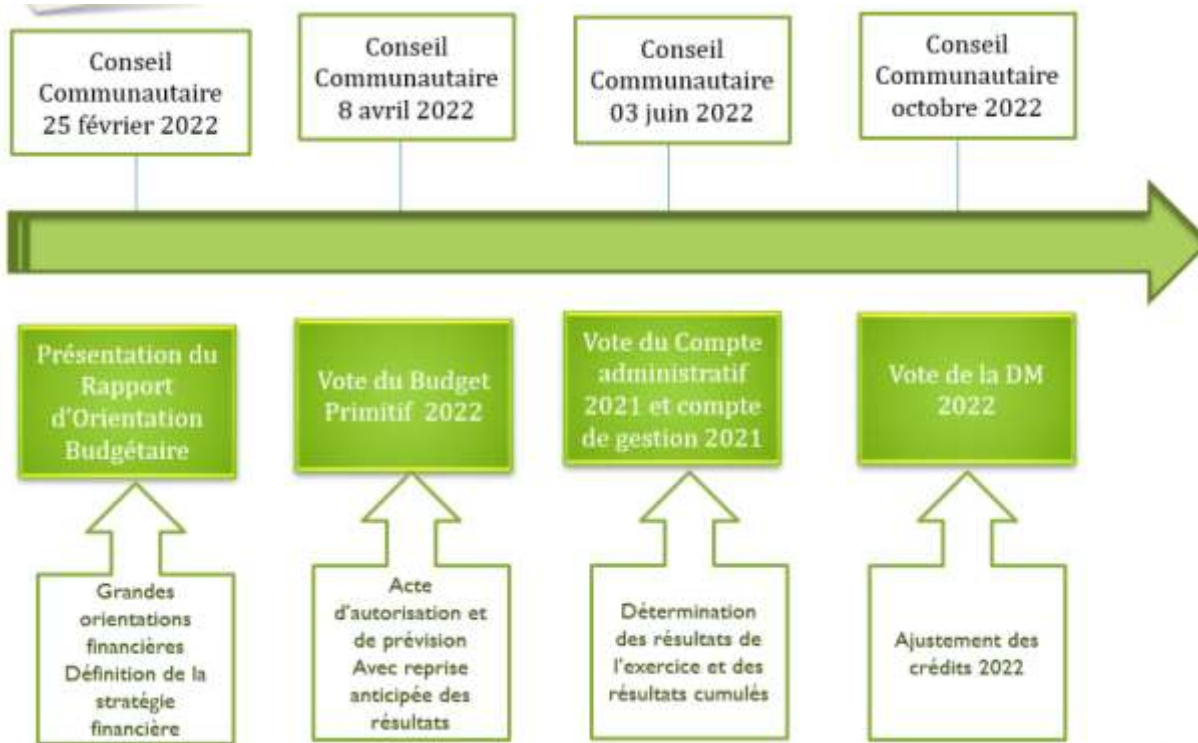 Conseil
Communautaire
25 février 2022
Conseil
Communautaire
8 avril 2022
Conseil
Communautaire
03 juin 2022
Conseil
Communautaire
octobre 2022
Présentation du
Rapport
d’Orientation
Budgétaire
Vote du Budget
Primitif 2022
Vote du Compte
administratif
2021 et compte
de gestion 2021
Vote de la DM
2022
Grandes
orientations
financières
Définition de la
stratégie
financière
Acte
d’autorisation et
de prévision
Avec reprise
anticipée des
résultats
Détermination
des résultats de
l’exercice et des
résultats cumulés
Ajustement des
crédits 2022